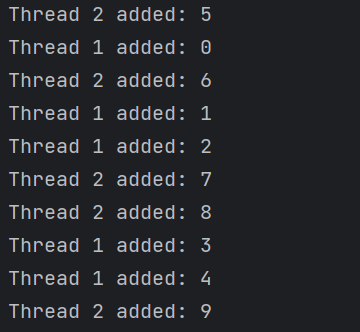 Thread 2 added: 5
Thread 1 added: 0
Thread 2 added: 6
Thread 1 added: 1
Thread 1 added: 2
Thread 2 added: 7
Thread 2 added: 8
Thread 1 added: 3
Thread 1 added: 4
Thread 2 added: 9